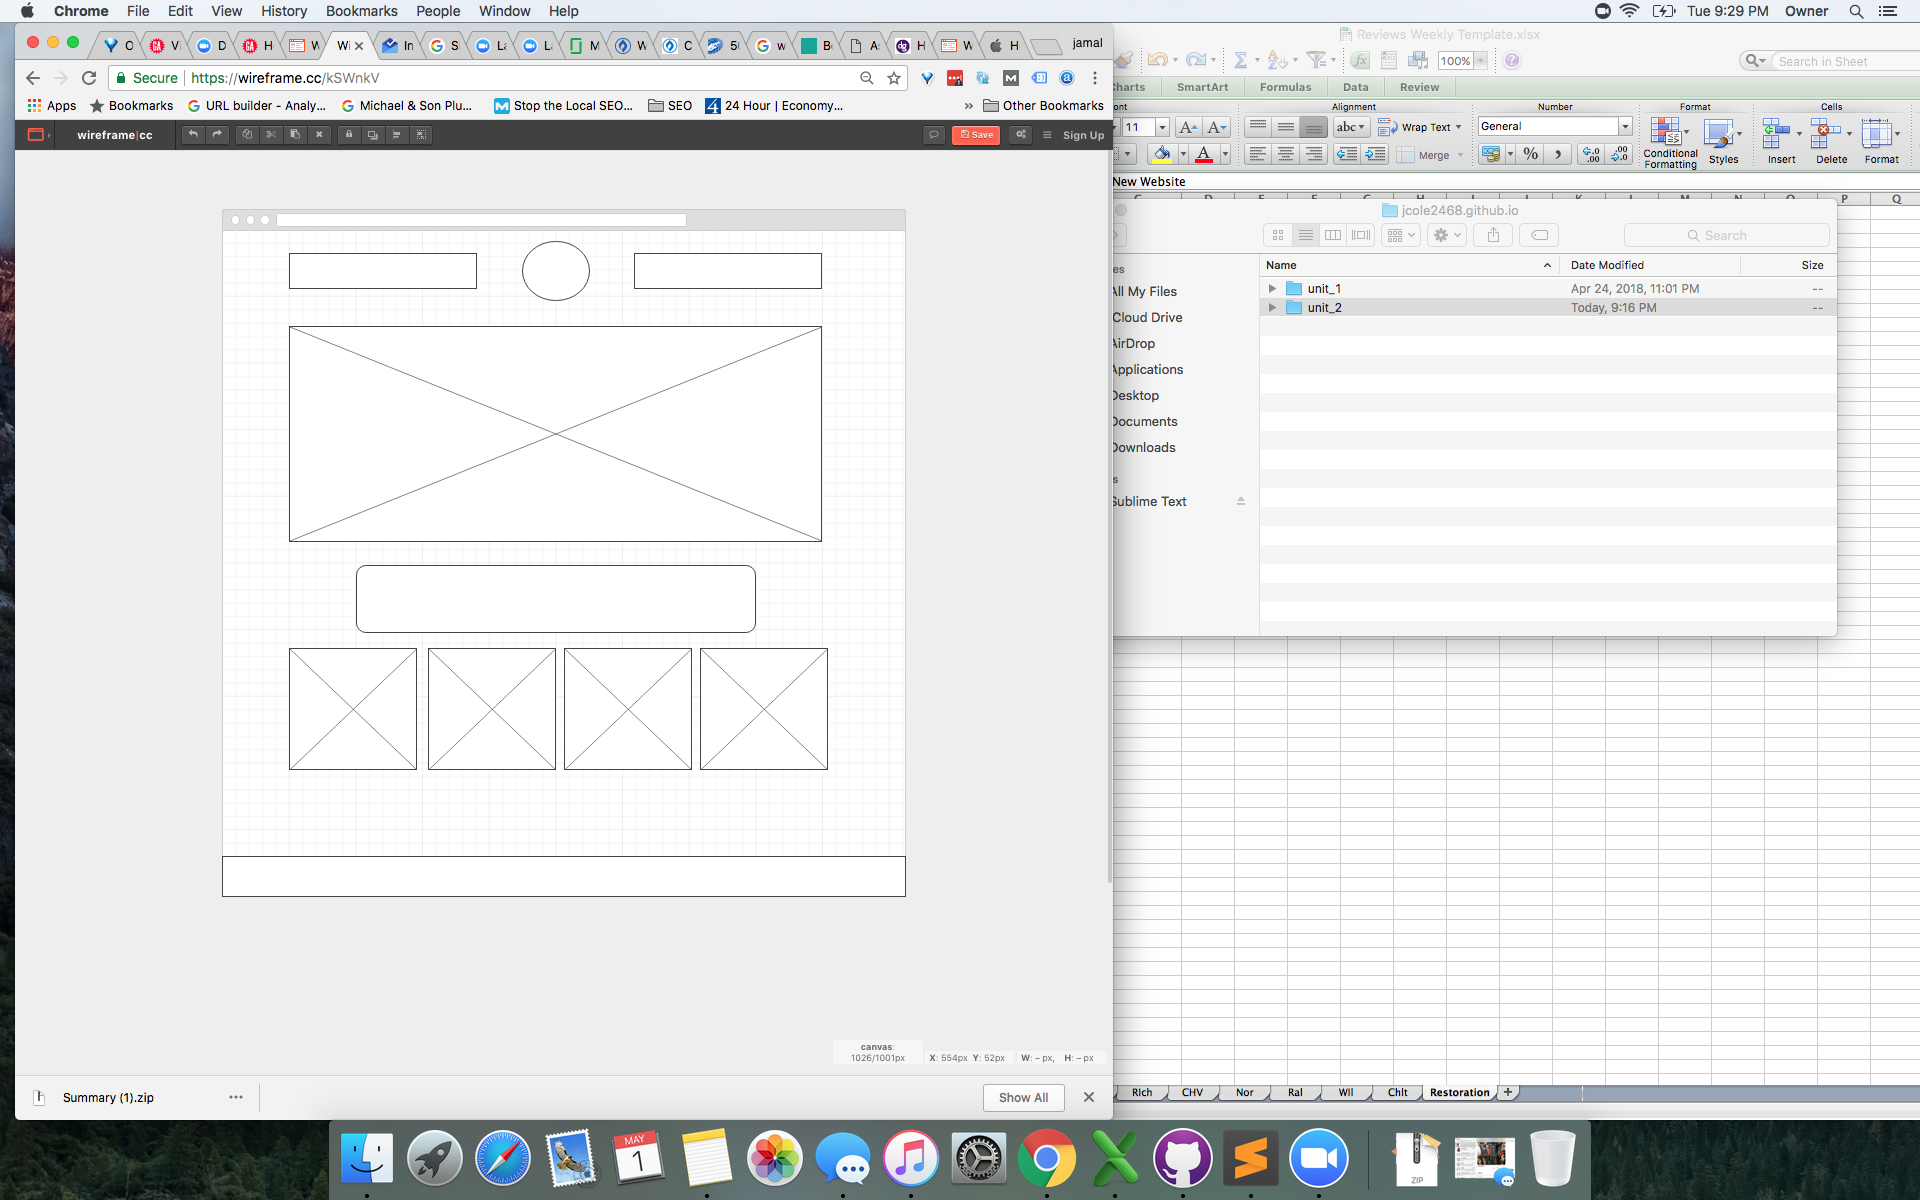 Chrome File Edit View History Bookmarks People Window Help
Tue 9:29 PM Owner
jamal
Secure https://wireframe.cc/kSWnkV
Apps Bookmarks URL builder - Analy... Michael & Son Plu... Stop the Local SEO... SEO 24 Hour | Economy... » Other Bookmarks
wireframe|cc
Save
Sign Up
canvas:
1026/1001px
X: 554px Y: 52px W: – px, H: – px
Summary (1).zip
Show All
Reviews Weekly Template.xlsx
100%
Search in Sheet
harts SmartArt Formulas Data Review
ont Alignment Number Format Cells
11
abc
Wrap Text
General
Merge
Conditional
Formatting
Styles
Insert Delete Format
New Website
P Q
jcole2468.github.io
Search
es
All My Files
Cloud Drive
AirDrop
Applications
Desktop
Documents
Downloads
s
Sublime Text
Name Date Modified Size
unit_1 Apr 24, 2018, 11:01 PM --
unit_2 Today, 9:16 PM --
RIch CHV Nor Ral WIl Chlt Restoration +
MAY
1
ZIP